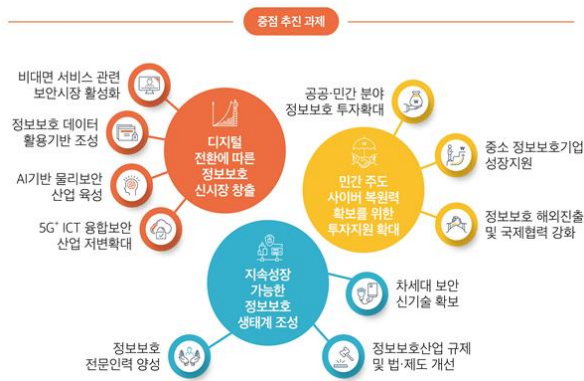 중점 추진 과제
비대면 서비스 관련
보안시장 활성화
정보보호 데이터
활용기반 조성
AI기반 물리보안
산업 육성
5G⁺ ICT 융합보안
산업 저변확대
디지털
전환에 따른
정보보호
신시장 창출
공공·민간 분야
정보보호 투자확대
중소 정보보호기업
성장지원
정보보호 해외진출
및 국제협력 강화
민간 주도
사이버 복원력
확보를 위한
투자지원 확대
지속성장
가능한
정보보호
생태계 조성
차세대 보안
신기술 확보
정보보호산업 규제
및 법·제도 개선
정보보호
전문인력 양성